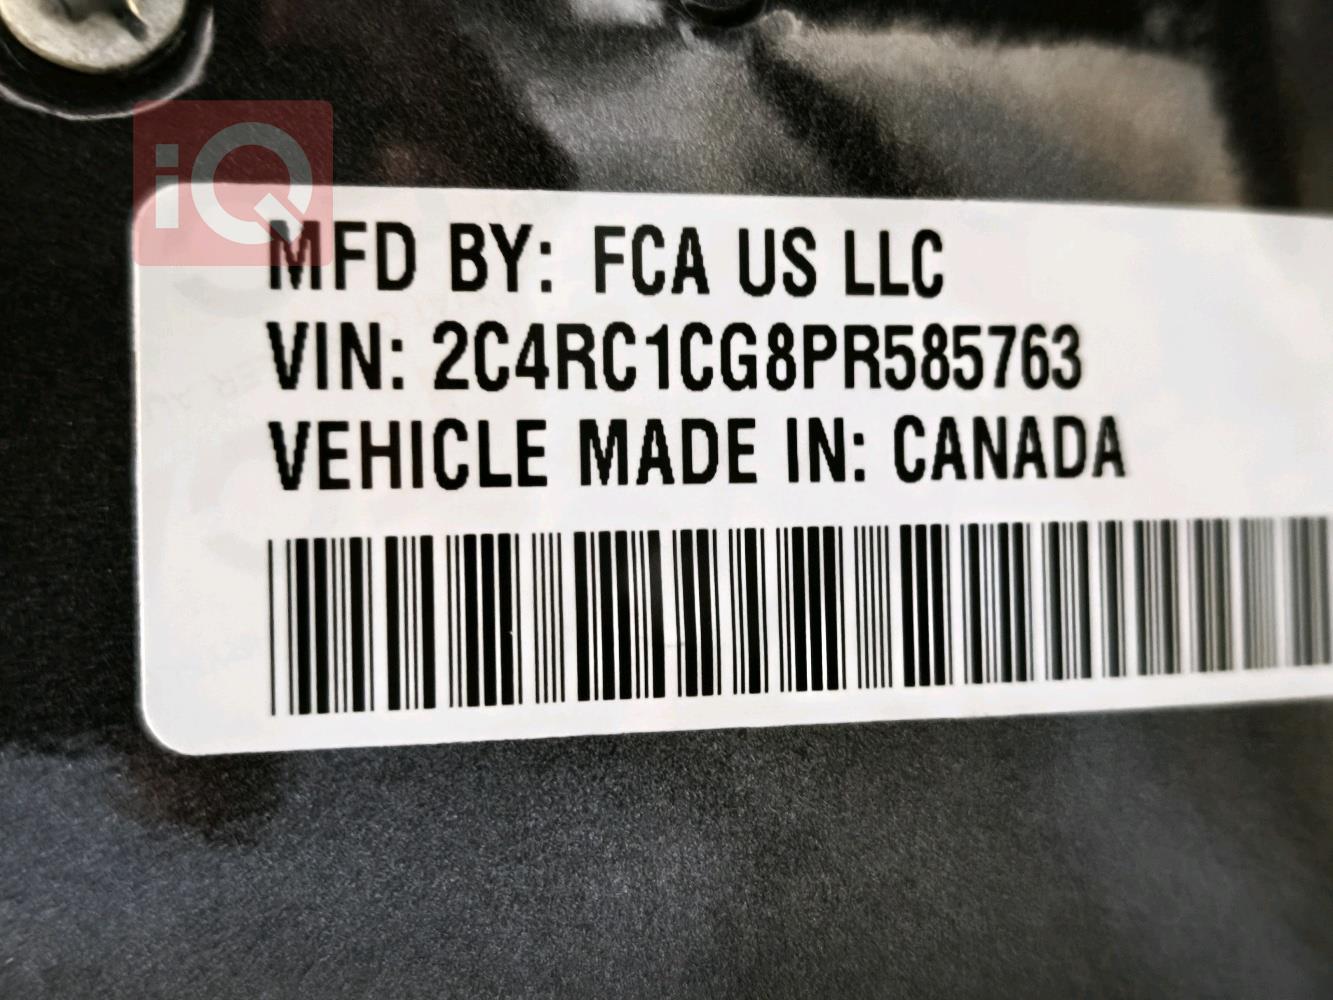 iQ
MFD BY: FCA US LLC
VIN: 2C4RC1CG8PR585763
VEHICLE MADE IN: CANADA